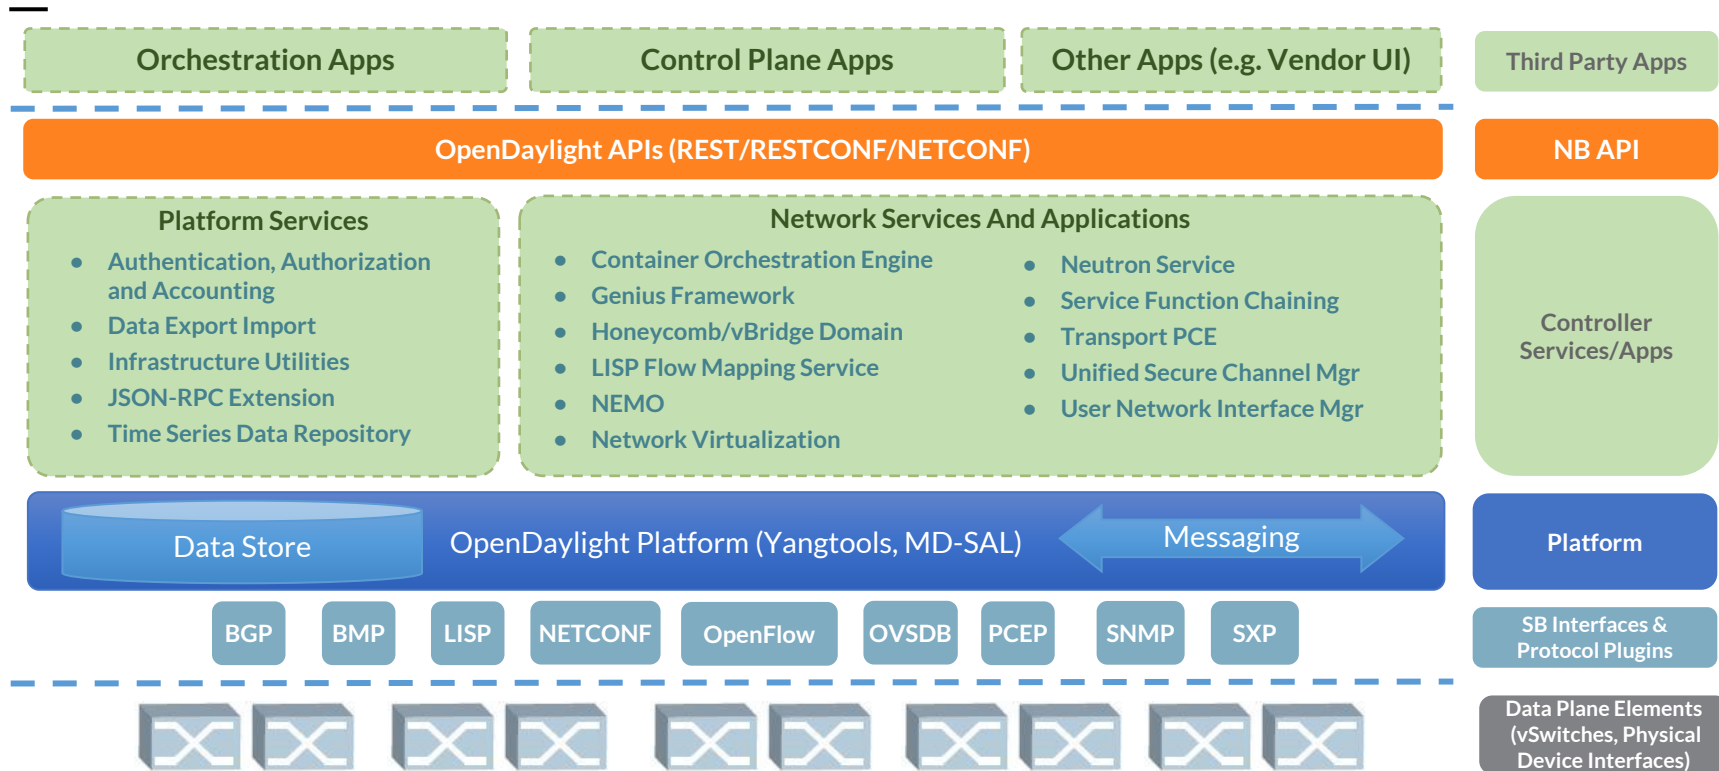 Orchestration Apps
Control Plane Apps
Other Apps (e.g. Vendor UI)
Third Party Apps
OpenDaylight APIs (REST/RESTCONF/NETCONF)
NB API
Platform Services
● Authentication, Authorization
and Accounting
● Data Export Import
● Infrastructure Utilities
● JSON-RPC Extension
● Time Series Data Repository
Network Services And Applications
● Container Orchestration Engine
● Genius Framework
● Honeycomb/vBridge Domain
● LISP Flow Mapping Service
● NEMO
● Network Virtualization
● Neutron Service
● Service Function Chaining
● Transport PCE
● Unified Secure Channel Mgr
● User Network Interface Mgr
Controller
Services/Apps
Data Store
OpenDaylight Platform (Yangtools, MD-SAL)
Messaging
Platform
BGP
BMP
LISP
NETCONF
OpenFlow
OVSDB
PCEP
SNMP
SXP
SB Interfaces &
Protocol Plugins
Data Plane Elements
(vSwitches, Physical
Device Interfaces)